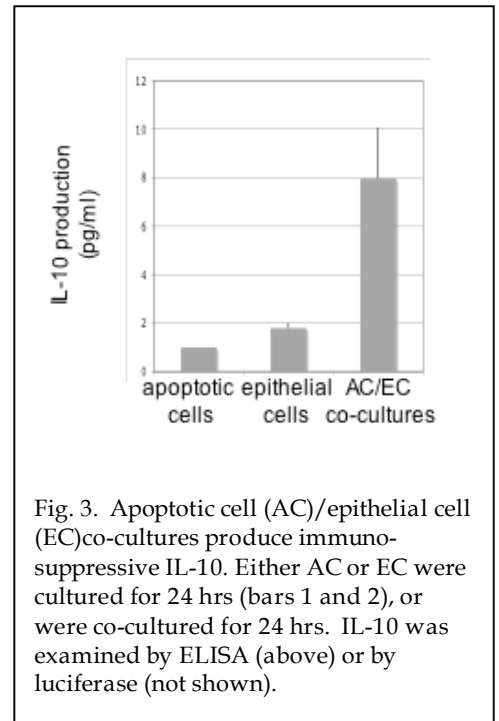 12
10
8
6
4
2
0
IL-10 production
(pg/ml)
apoptotic epithelial AC/EC
cells cells co-cultures
Fig. 3. Apoptotic cell (AC)/epithelial cell
(EC)co-cultures produce immuno-
suppressive IL-10. Either AC or EC were
cultured for 24 hrs (bars 1 and 2), or
were co-cultured for 24 hrs. IL-10 was
examined by ELISA (above) or by
luciferase (not shown).